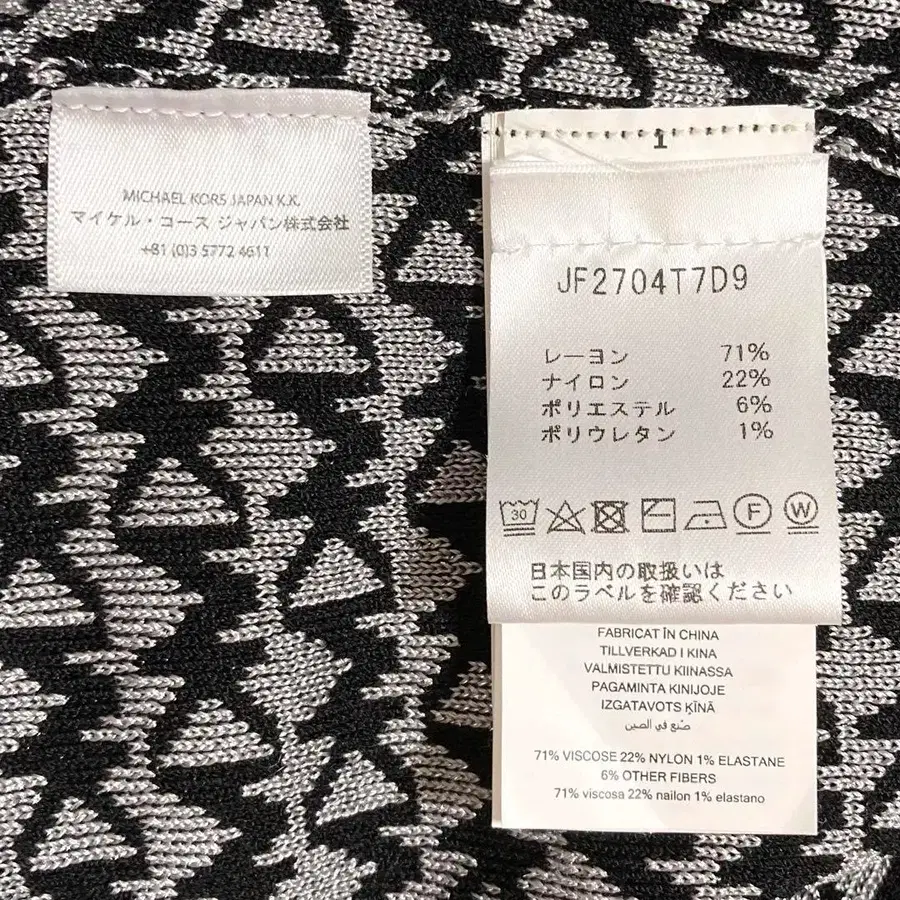 MICHAEL KORS JAPAN K.K.
マイケル・コース ジャパン株式会社
+81 (0)3 5772 4611
1
JF2704T7D9
レーヨン 71%
ナイロン 22%
ポリエステル 6%
ポリウレタン 1%
30
F
W
日本国内の取扱いは
このラベルを確認ください
FABRICAT ÎN CHINA
TILLVERKAD I KINA
VALMISTETTU KIINASSA
PAGAMINTA KINIJOJE
IZGATAVOTS ĶĪNĀ
صنع في الصين
71% VISCOSE 22% NYLON 1% ELASTANE
6% OTHER FIBERS
71% viscosa 22% nailon 1% elastano